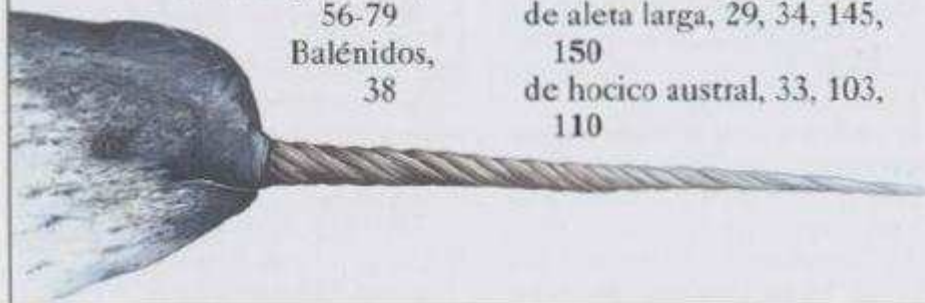 56-79
Balénidos,
38
de aleta larga, 29, 34, 145,
150
de hocico austral, 33, 103,
110